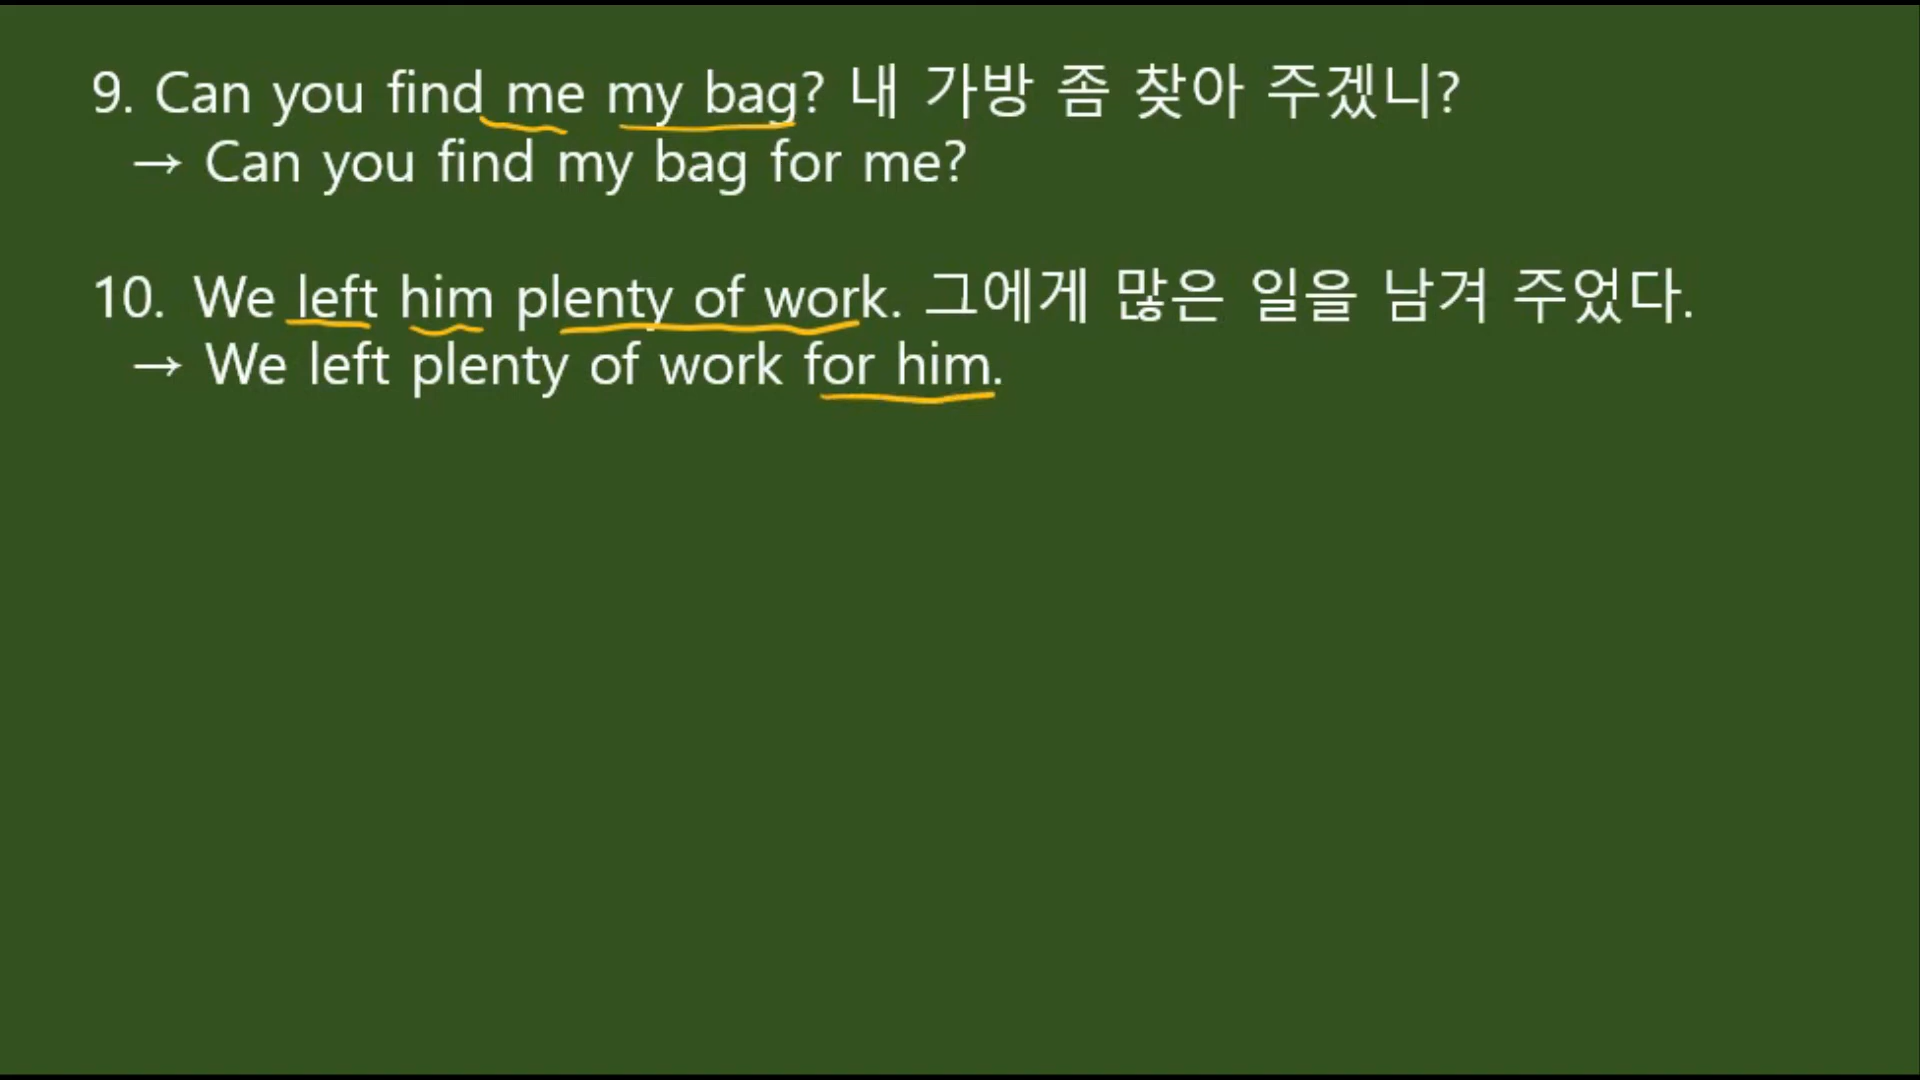 9. Can you find me my bag? 내 가방 좀 찾아 주겠니?
→ Can you find my bag for me?
10. We left him plenty of work. 그에게 많은 일을 남겨 주었다.
→ We left plenty of work for him.